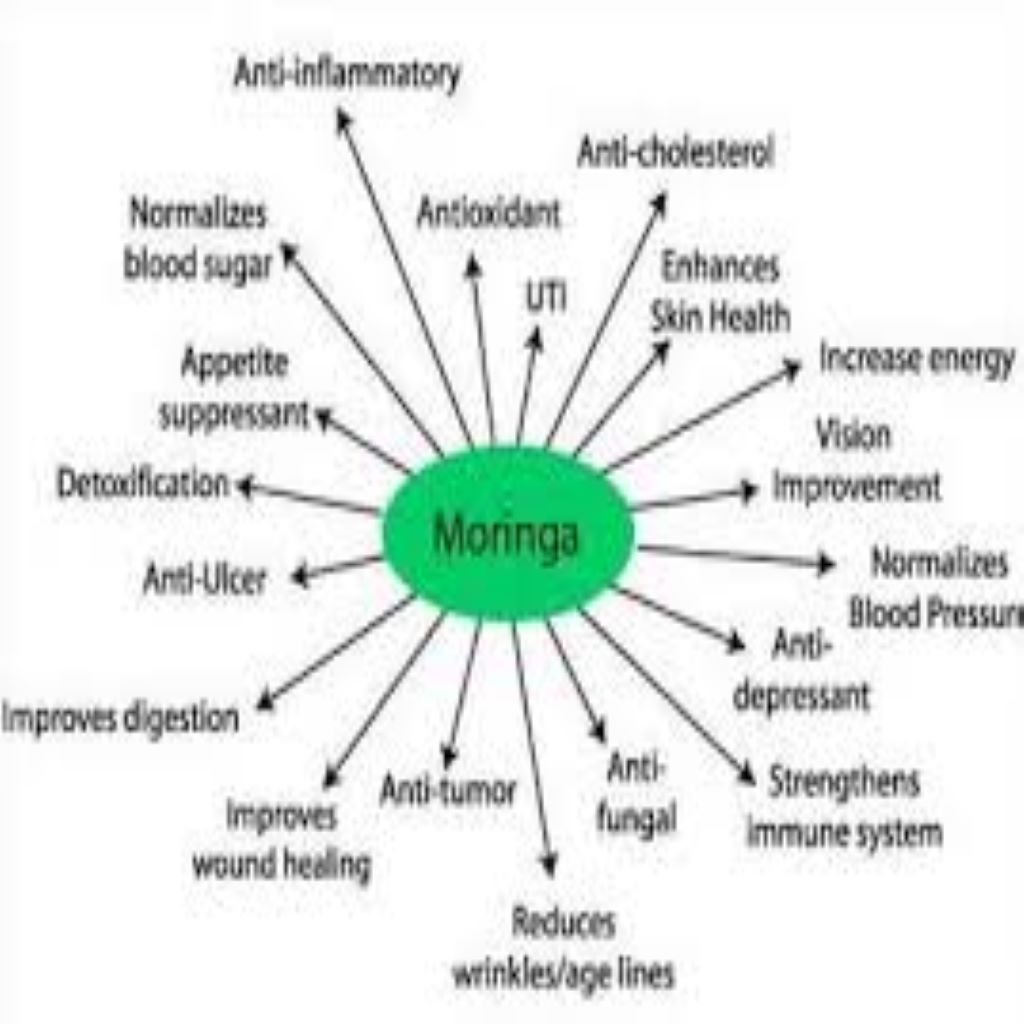 Anti-inflammatory
Anti-cholesterol
Normalizes
blood sugar
Antioxidant
UTI
Enhances
Skin Health
Increase energy
Appetite
suppressant
Vision
Improvement
Detoxification
Moringa
Anti-Ulcer
Normalizes
Blood Pressure
Anti-
depressant
Improves digestion
Anti-tumor
Anti-
fungal
Strengthens
immune system
Improves
wound healing
Reduces
wrinkles/age lines